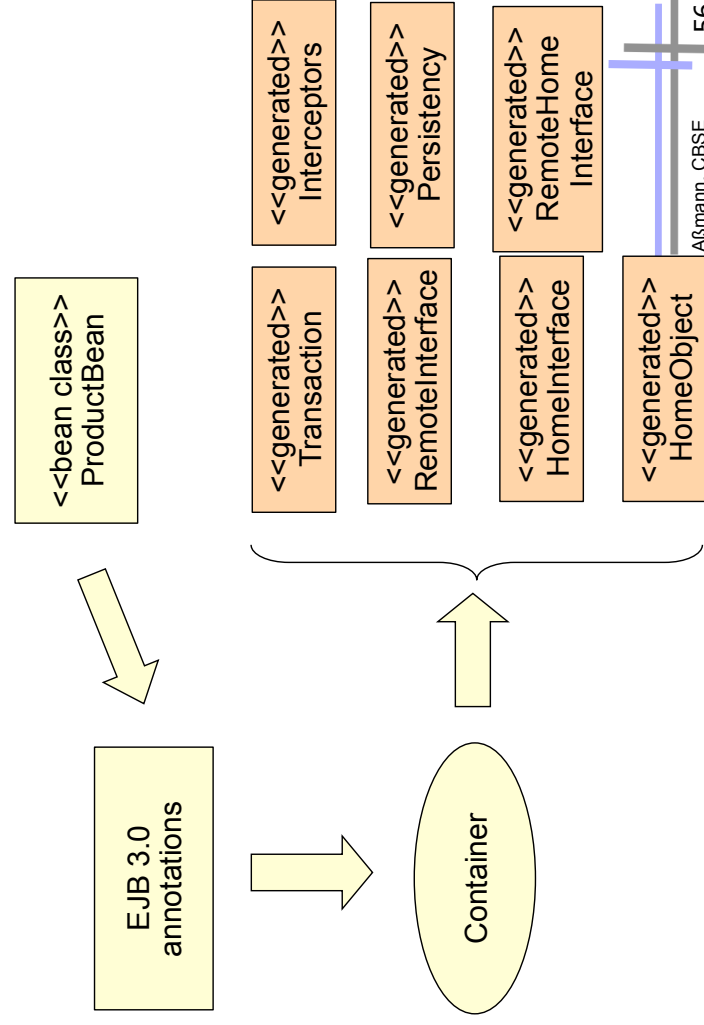 <<bean class>>
ProductBean
EJB 3.0
annotations
<<generated>>
Transaction
<<generated>>
Interceptors
<<generated>>
RemoteInterface
<<generated>>
Persistency
Container
<<generated>>
HomeInterface
<<generated>>
RemoteHome
Interface
<<generated>>
HomeObject
Aßmann, CBSE
56